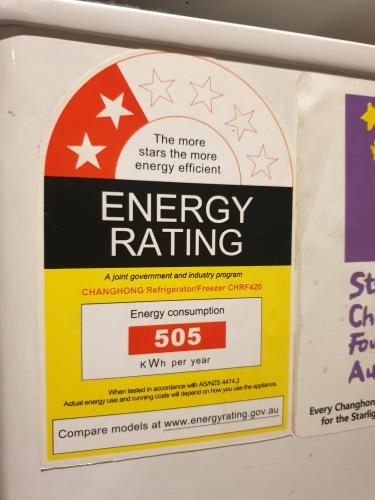 The more
stars the more
energy efficient
ENERGY
RATING
A joint government and industry program
CHANGHONG Refrigerator/Freezer CHRF420
Energy consumption
505
KWh per year
When tested in accordance with AS/NZS 4474.2.
Actual energy use and running costs will depend on how you use the appliance.
Compare models at www.energyrating.gov.au
St
Ch
Fou
Au
Every Changhon
for the Starlig